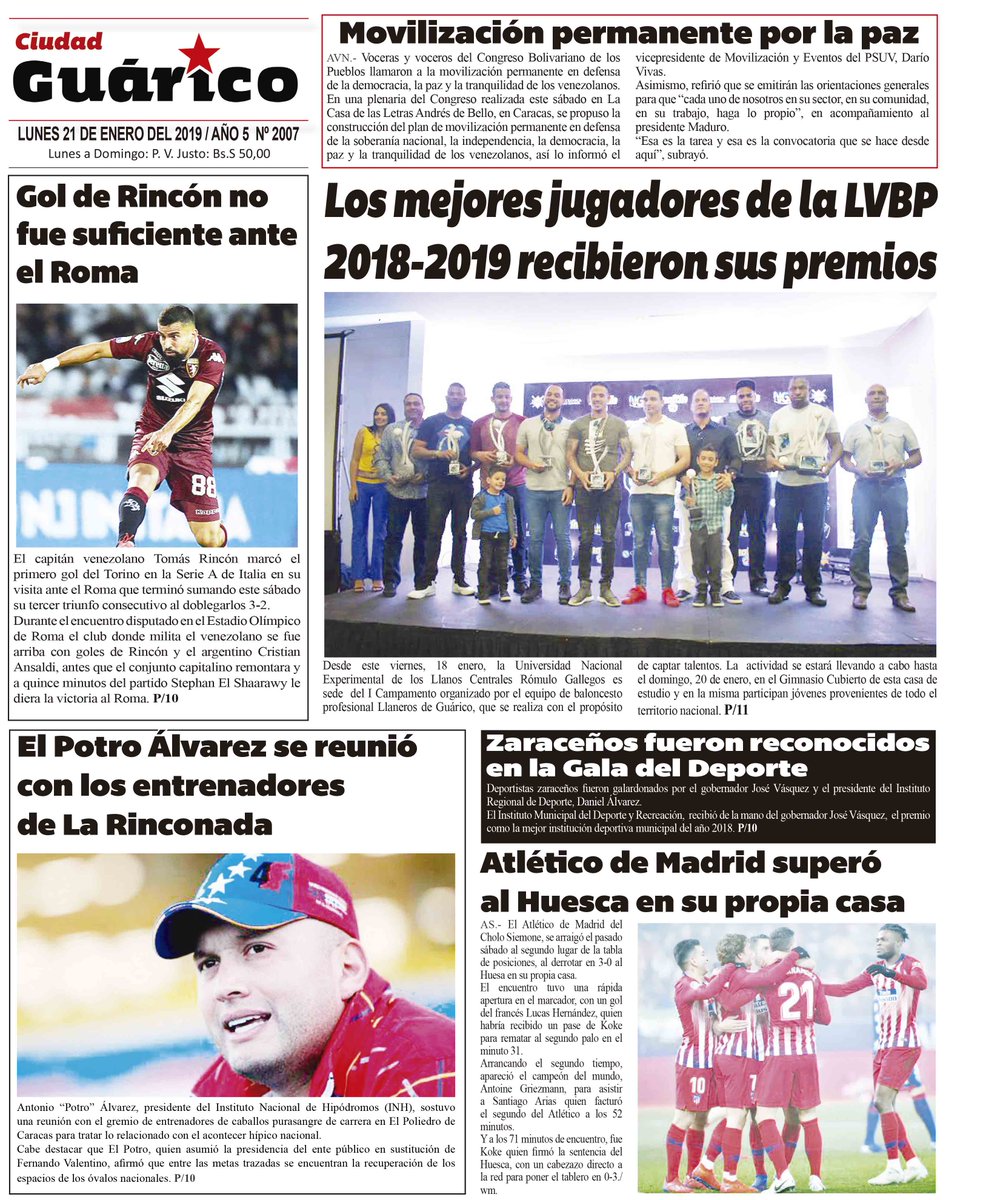 Ciudad
Guárico
LUNES 21 DE ENERO DEL 2019 / AÑO 5 Nº 2007
Lunes a Domingo: P. V. Justo: Bs.S 50,00
Movilización permanente por la paz
AVN.- Voceras y voceros del Congreso Bolivariano de los
Pueblos llamaron a la movilización permanente en defensa
de la democracia, la paz y la tranquilidad de los venezolanos.
En una plenaria del Congreso realizada este sábado en La
Casa de las Letras Andrés de Bello, en Caracas, se propuso la
construcción del plan de movilización permanente en defensa
de la soberanía nacional, la independencia, la democracia, la
paz y la tranquilidad de los venezolanos, así lo informó el
vicepresidente de Movilización y Eventos del PSUV, Darío
Vivas.
Asimismo, refirió que se emitirán las orientaciones generales
para que “cada uno de nosotros en su sector, en su comunidad,
en su trabajo, haga lo propio”, en acompañamiento al
presidente Maduro.
“Esa es la tarea y esa es la convocatoria que se hace desde
aquí”, subrayó.
Gol de Rincón no
fue suficiente ante
el Roma
SUZUKI
88
Kappa
El capitán venezolano Tomás Rincón marcó el
primero gol del Torino en la Serie A de Italia en su
visita ante el Roma que terminó sumando este sábado
su tercer triunfo consecutivo al doblegarlos 3-2.
Durante el encuentro disputado en el Estadio Olímpico
de Roma el club donde milita el venezolano se fue
arriba con goles de Rincón y el argentino Cristian
Ansaldi, antes que el conjunto capitalino remontara y
a quince minutos del partido Stephan El Shaarawy le
diera la victoria al Roma. P/10
Los mejores jugadores de la LVBP
2018-2019 recibieron sus premios
Desde este viernes, 18 enero, la Universidad Nacional
Experimental de los Llanos Centrales Rómulo Gallegos es
sede del I Campamento organizado por el equipo de baloncesto
profesional Llaneros de Guárico, que se realiza con el propósito
de captar talentos. La actividad se estará llevando a cabo hasta
el domingo, 20 de enero, en el Gimnasio Cubierto de esta casa de
estudio y en la misma participan jóvenes provenientes de todo el
territorio nacional. P/11
El Potro Álvarez se reunió
con los entrenadores
de La Rinconada
Antonio “Potro” Álvarez, presidente del Instituto Nacional de Hipódromos (INH), sostuvo
una reunión con el gremio de entrenadores de caballos purasangre de carrera en El Poliedro de
Caracas para tratar lo relacionado con el acontecer hípico nacional.
Cabe destacar que El Potro, quien asumió la presidencia del ente público en sustitución de
Fernando Valentino, afirmó que entre las metas trazadas se encuentran la recuperación de los
espacios de los óvalos nacionales. P/10
Zaraceños fueron reconocidos
en la Gala del Deporte
Deportistas zaraceños fueron galardonados por el gobernador José Vásquez y el presidente del Instituto
Regional de Deporte, Daniel Álvarez.
El Instituto Municipal del Deporte y Recreación, recibió de la mano del gobernador José Vásquez, el premio
como la mejor institución deportiva municipal del año 2018. P/10
Atlético de Madrid superó
al Huesca en su propia casa
AS.- El Atlético de Madrid del
Cholo Siemone, se arraigó el pasado
sábado al segundo lugar de la tabla
de posiciones, al derrotar en 3-0 al
Huesa en su propia casa.
El encuentro tuvo una rápida
apertura en el marcador, con un gol
del francés Lucas Hernández, quien
habría recibido un pase de Koke
para rematar al segundo palo en el
minuto 31.
Arrancando el segundo tiempo,
apareció el campeón del mundo,
Antoine Griezmann, para asistir
a Santiago Arias quien facturó
el segundo del Atlético a los 52
minutos.
Y a los 71 minutos de encuentro, fue
Koke quien firmó la sentencia del
Huesca, con un cabezazo directo a
la red para poner el tablero en 0-3./
wm.
10
7
21